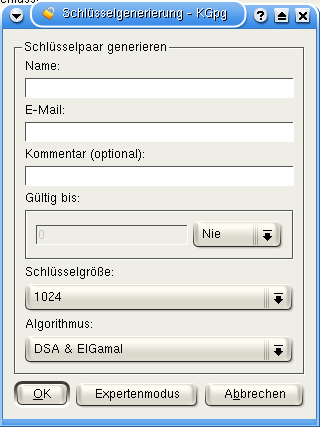 Schlüsselgenerierung - KGpg
Schlüsselpaar generieren
Name:
E-Mail:
Kommentar (optional):
Gültig bis:
0 Nie
Schlüsselgröße:
1024
Algorithmus:
DSA & ElGamal
OK Expertenmodus Abbrechen